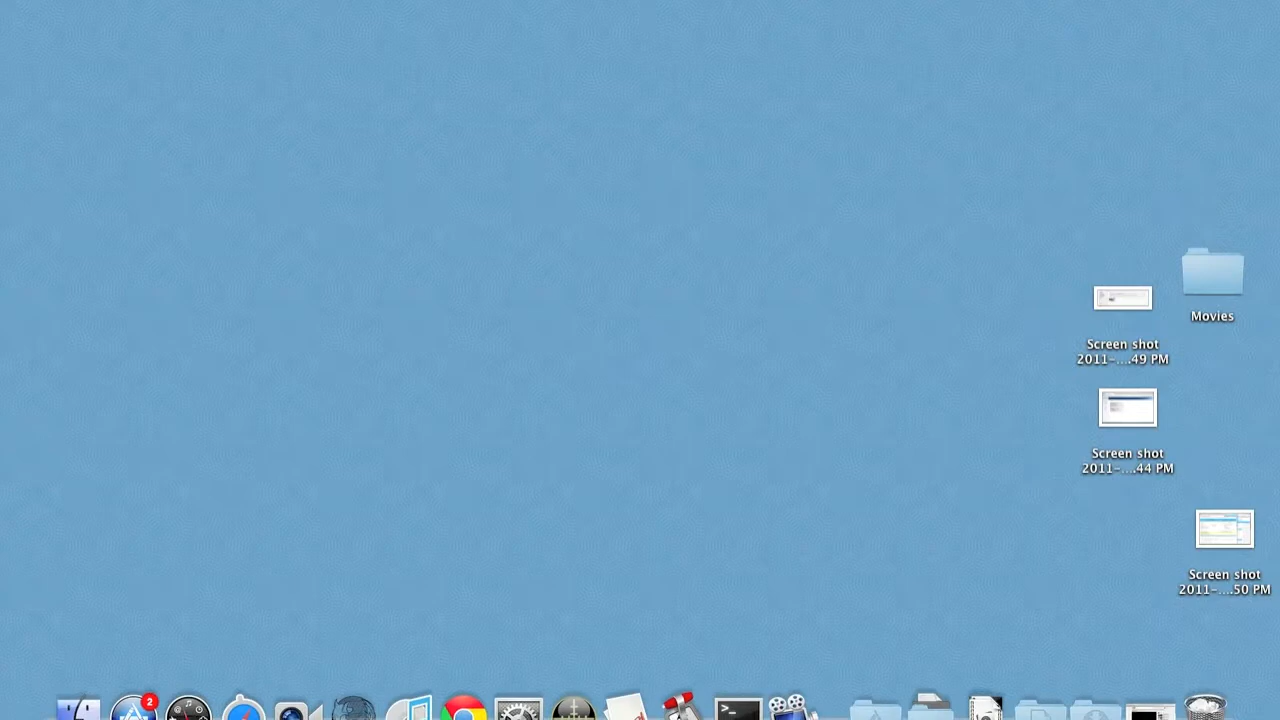 Movies
Screen shot
2011-....49 PM
Screen shot
2011-....44 PM
Screen shot
2011-....50 PM
2
>_